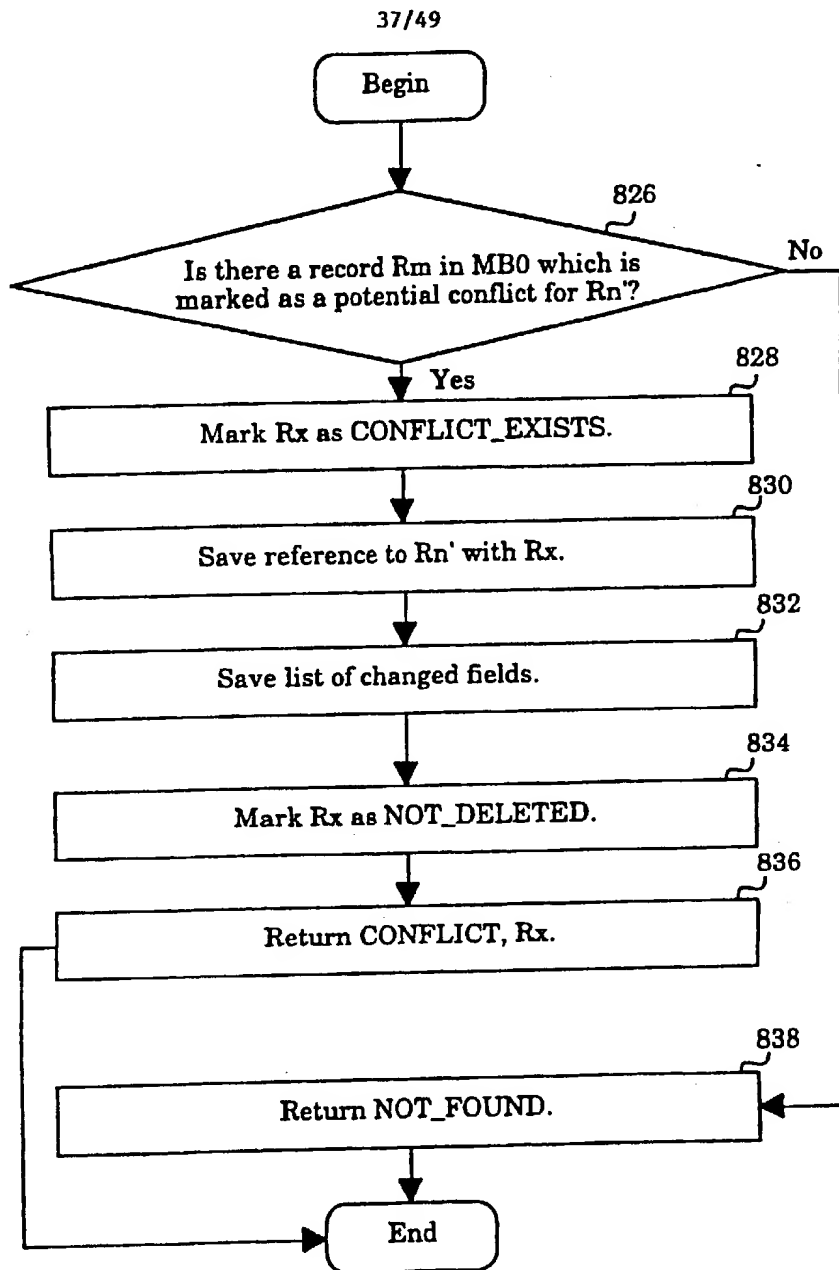 37/49
Begin
826
No
Is there a record Rm in MB0 which is
marked as a potential conflict for Rn'?
Yes
828
Mark Rx as CONFLICT_EXISTS.
830
Save reference to Rn' with Rx.
832
Save list of changed fields.
834
Mark Rx as NOT_DELETED.
836
Return CONFLICT, Rx.
838
Return NOT_FOUND.
End